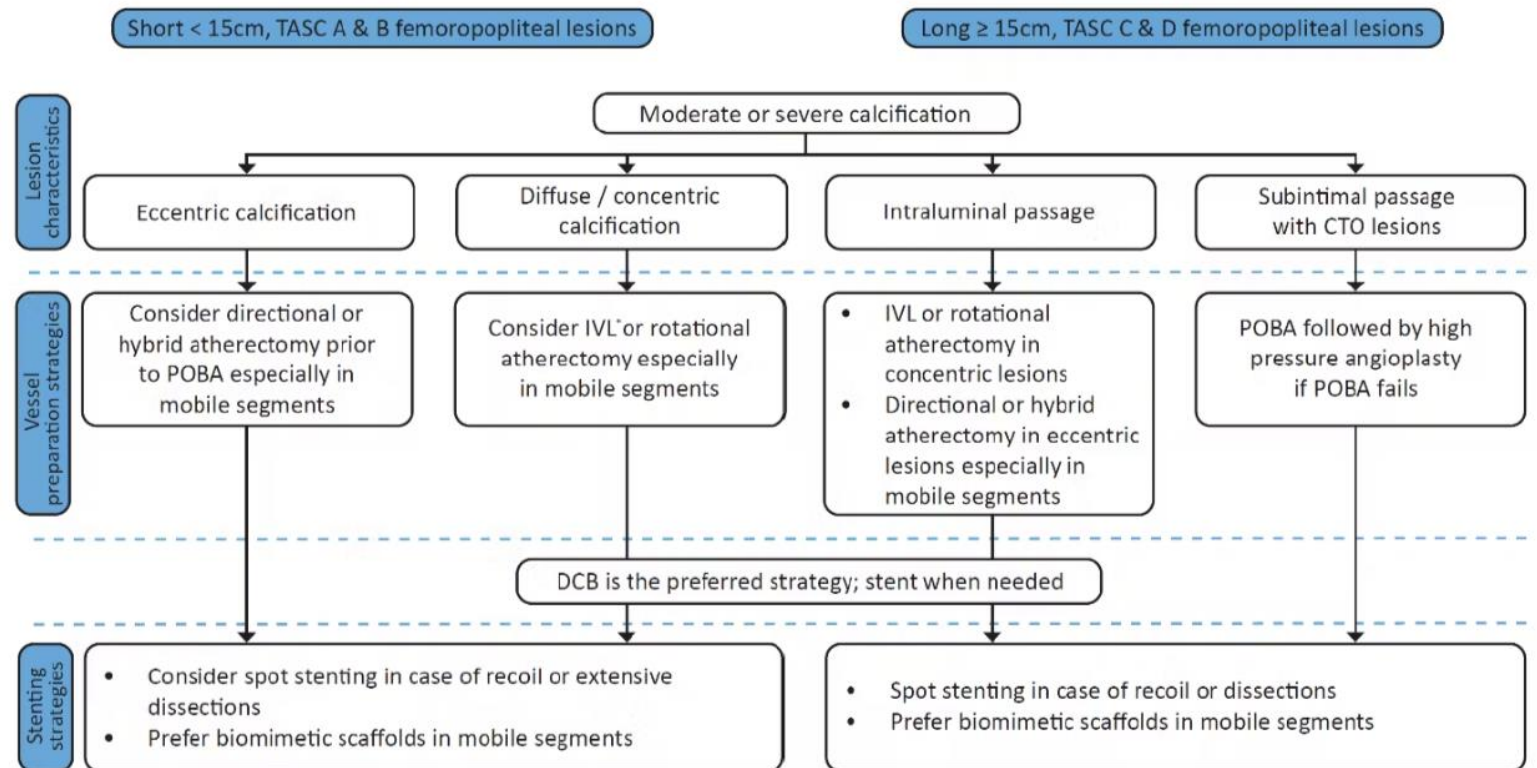 Short < 15cm, TASC A & B femoropopliteal lesions
Long ≥ 15cm, TASC C & D femoropopliteal lesions
Lesion
characteristics
Moderate or severe calcification
Eccentric calcification
Diffuse / concentric
calcification
Intraluminal passage
Subintimal passage
with CTO lesions
Vessel
preparation strategies
Consider directional or
hybrid atherectomy prior
to POBA especially in
mobile segments
Consider IVL* or rotational
atherectomy especially
in mobile segments
• IVL or rotational
atherectomy in
concentric lesions
• Directional or hybrid
atherectomy in eccentric
lesions especially in
mobile segments
POBA followed by high
pressure angioplasty
if POBA fails
DCB is the preferred strategy; stent when needed
Stenting
strategies
• Consider spot stenting in case of recoil or extensive
dissections
• Prefer biomimetic scaffolds in mobile segments
• Spot stenting in case of recoil or dissections
• Prefer biomimetic scaffolds in mobile segments